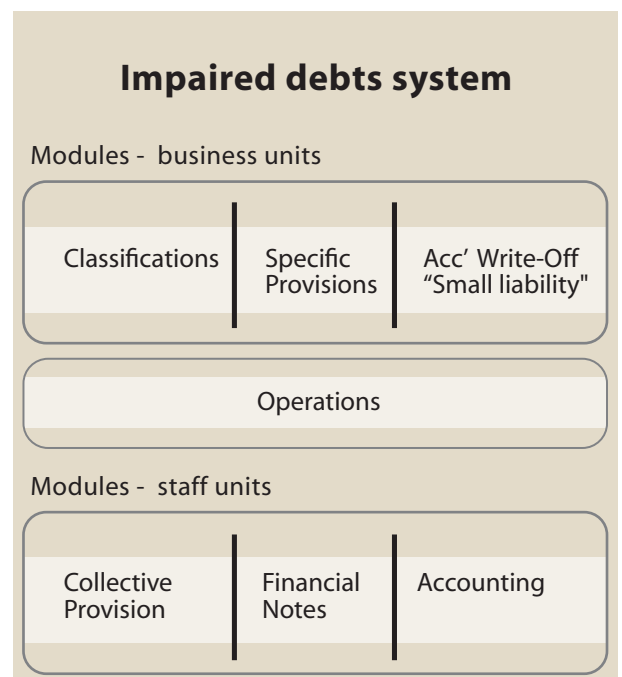 Impaired debts system
Modules - business units
Classifications
Specific
Provisions
Acc’ Write-Off
“Small liability"
Operations
Modules - staff units
Collective
Provision
Financial
Notes
Accounting